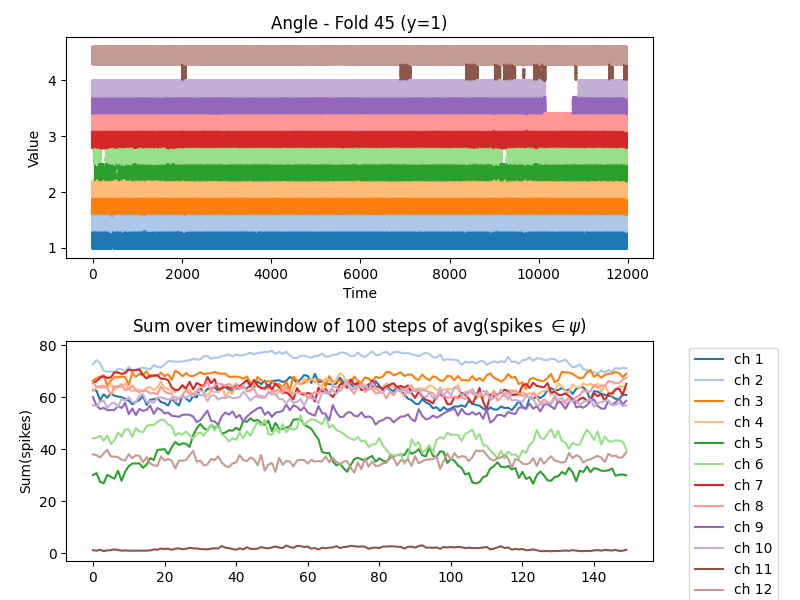 Angle - Fold 45 (y=1)
Value
4
3
2
1
0 2000 4000 6000 8000 10000 12000
Time
Sum over timewindow of 100 steps of avg(spikes ∈ ψ)
Sum(spikes)
80
60
40
20
0
0 20 40 60 80 100 120 140
ch 1
ch 2
ch 3
ch 4
ch 5
ch 6
ch 7
ch 8
ch 9
ch 10
ch 11
ch 12